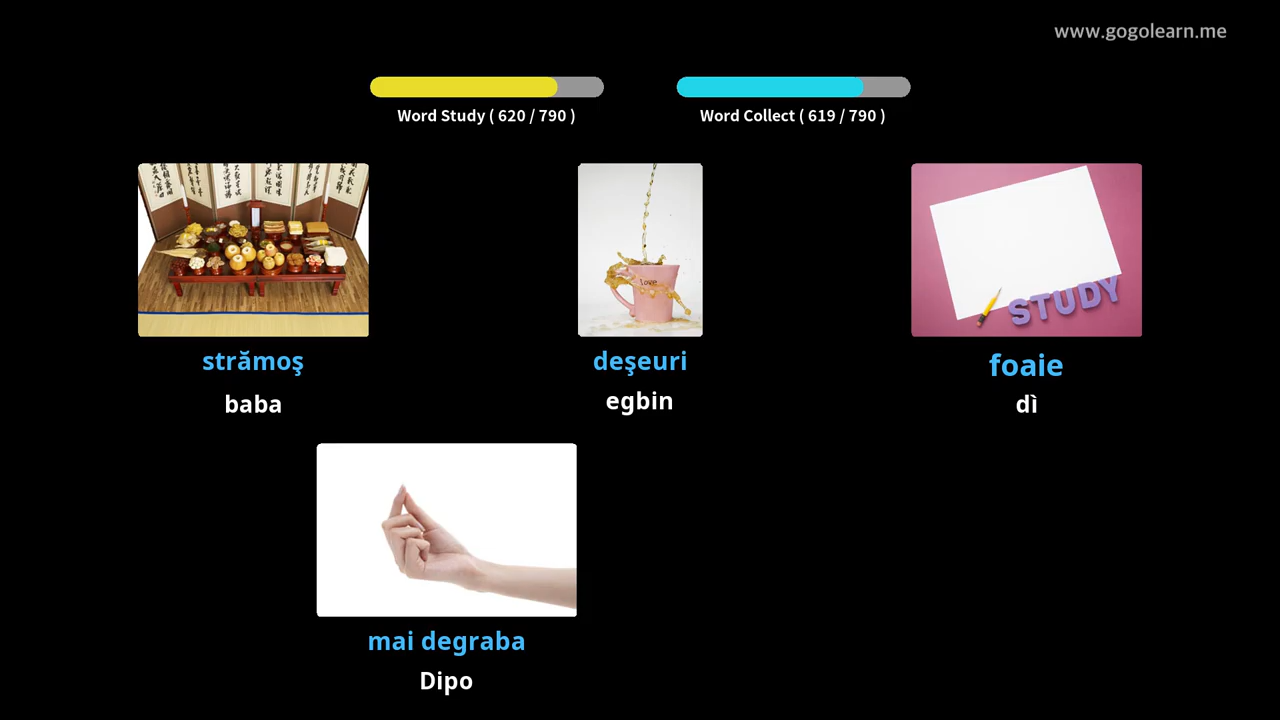 www.gogolearn.me
Word Study ( 620 / 790 )
Word Collect ( 619 / 790 )
love
STUDY
strămoş
deşeuri
foaie
baba
egbin
dì
mai degraba
Dipo